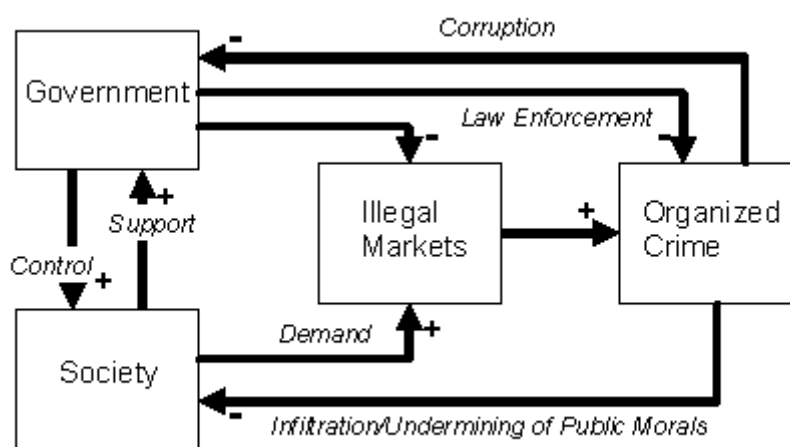 Corruption
-
Government
Law Enforcement
-
-
+
Support
Control
+
Illegal
Markets
+
Organized
Crime
Demand
+
Society
-
Infiltration/Undermining of Public Morals